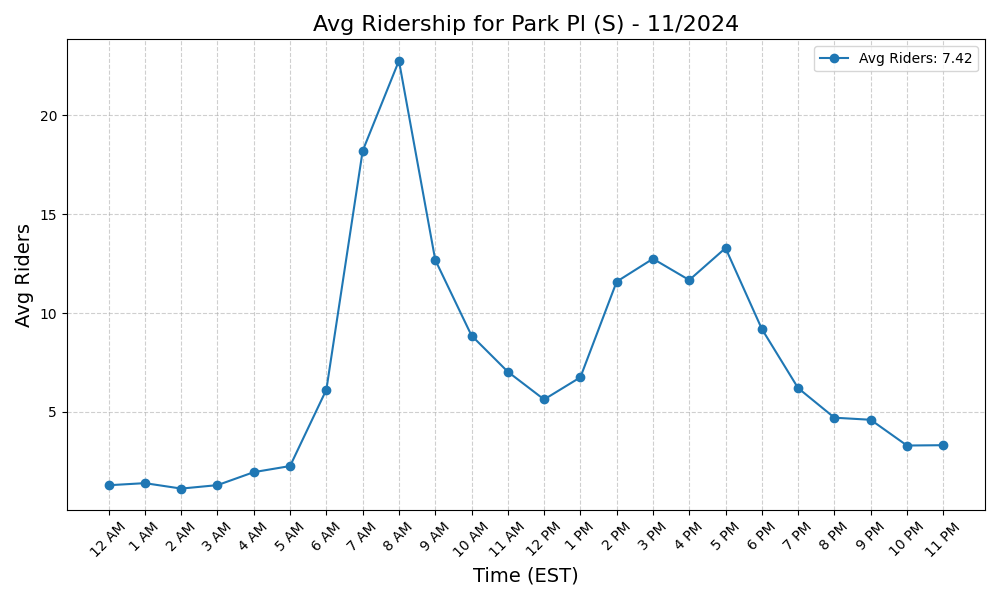 Avg Ridership for Park Pl (S) - 11/2024
Avg Riders: 7.42
Avg Riders
20
15
10
5
12 AM
1 AM
2 AM
3 AM
4 AM
5 AM
6 AM
7 AM
8 AM
9 AM
10 AM
11 AM
12 PM
1 PM
2 PM
3 PM
4 PM
5 PM
6 PM
7 PM
8 PM
9 PM
10 PM
11 PM
Time (EST)